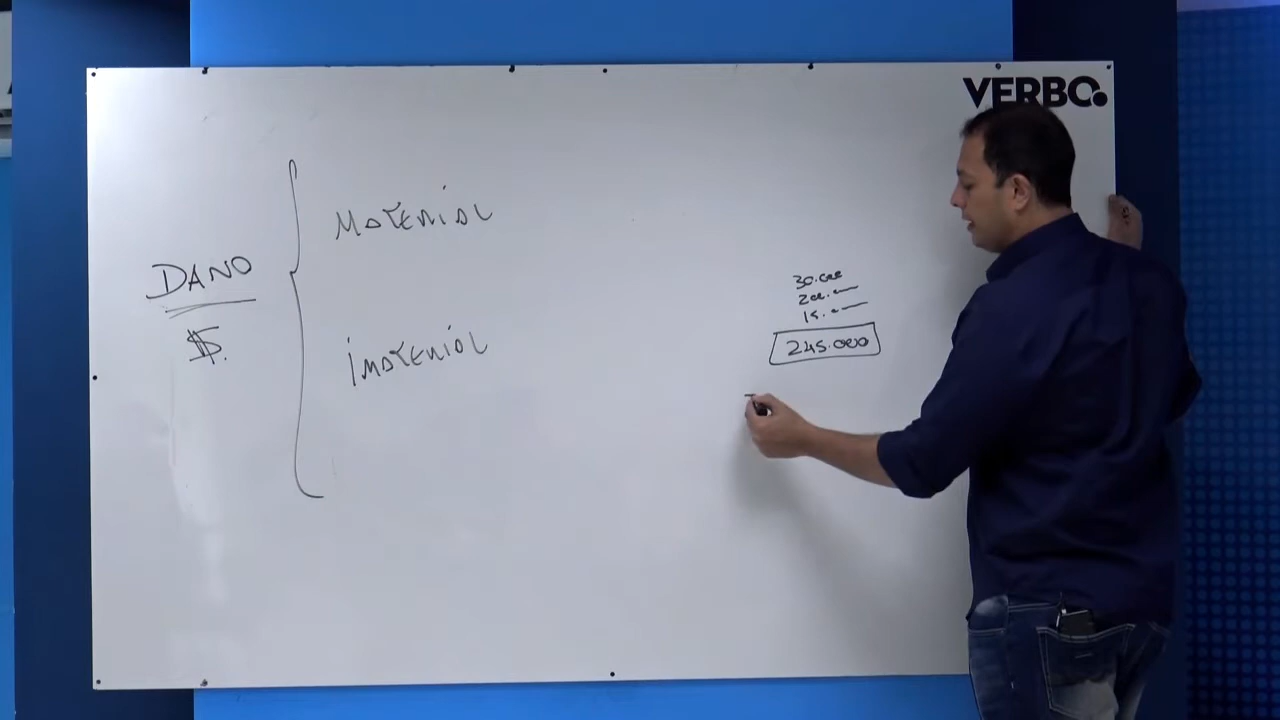 VERBO.
DANO
$.
MATERIAL
IMATERIAL
30.000
200.—
15.—
245.000